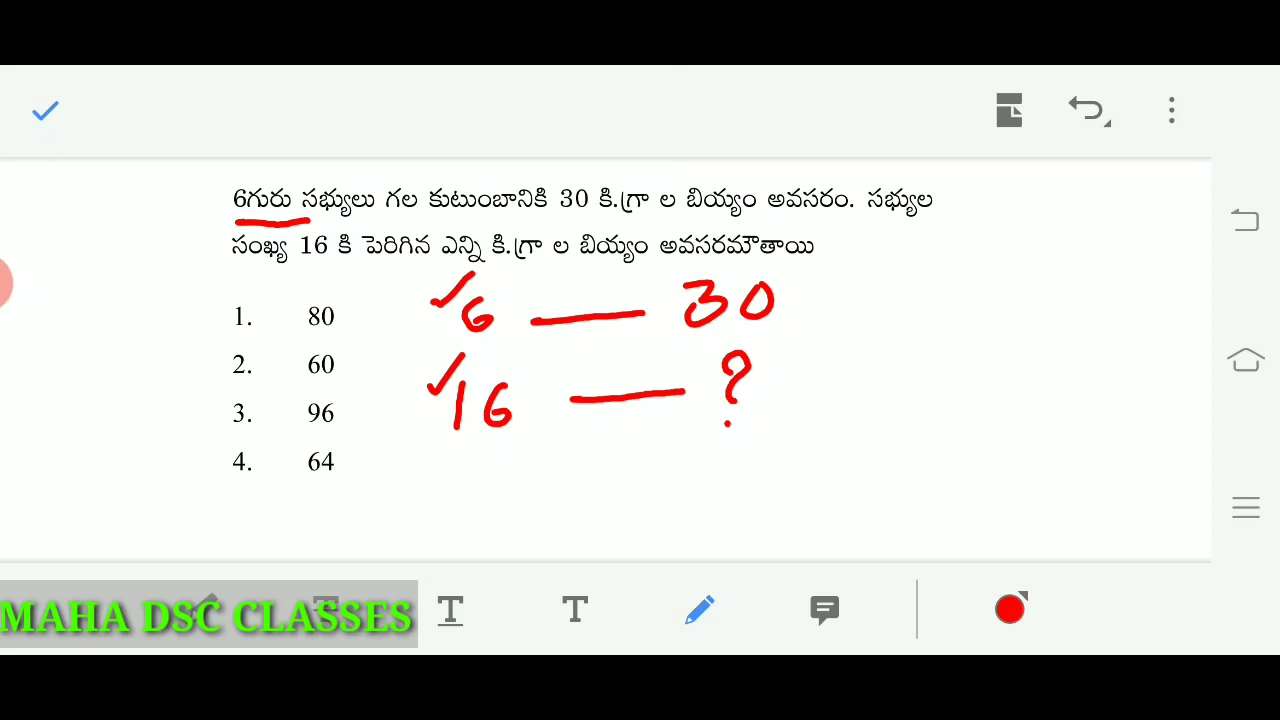 6గురు సభ్యులు గల కుటుంబానికి 30 కి.గ్రా ల బియ్యం అవసరం. సభ్యుల
సంఖ్య 16 కి పెరిగిన ఎన్ని కి.గ్రా ల బియ్యం అవసరమౌతాయి
1. 80
2. 60
3. 96
4. 64
6 — 30
16 — ?
MAHA DSC CLASSES
T T T